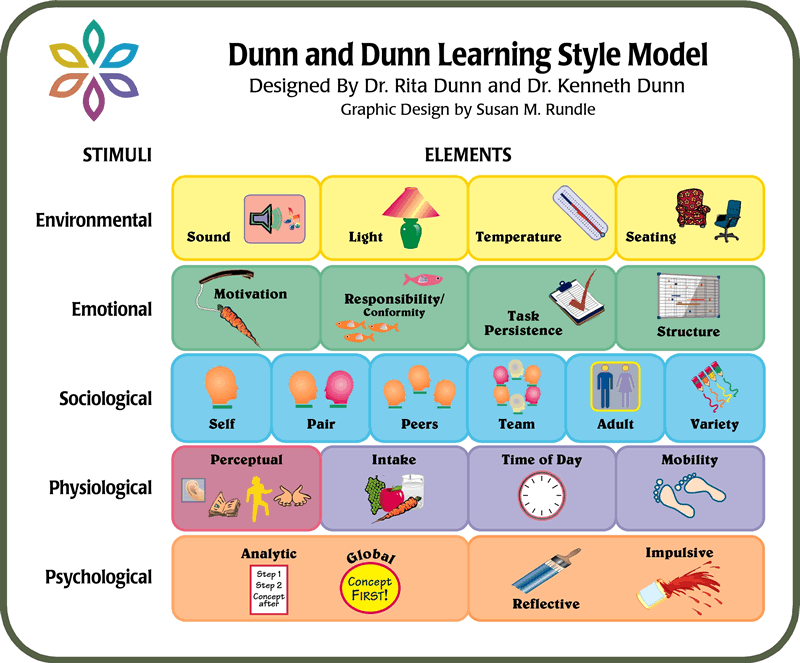 Dunn and Dunn Learning Style Model
Designed By Dr. Rita Dunn and Dr. Kenneth Dunn
Graphic Design by Susan M. Rundle
STIMULI
ELEMENTS
Environmental
Sound
Light
Temperature
Seating
Emotional
Motivation
Responsibility/
Conformity
Task
Persistence
Structure
Sociological
Self
Pair
Peers
Team
Adult
Variety
Physiological
Perceptual
Intake
Time of Day
Mobility
Psychological
Analytic
Step 1
Step 2
Concept
after
Global
Concept
FIRST!
Reflective
Impulsive